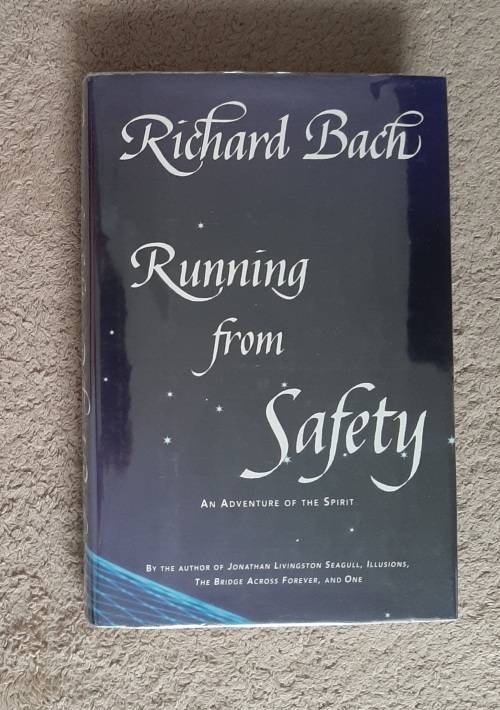 Richard Bach
Running
from
Safety
An Adventure of the Spirit
By the author of Jonathan Livingston Seagull, Illusions,
The Bridge Across Forever, and One